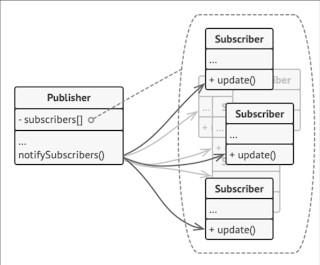 Publisher
- subscribers[]
...
notifySubscribers()
Subscriber
...
+ update()
Subscriber
...
+ update()
Subscriber
...
+ update()